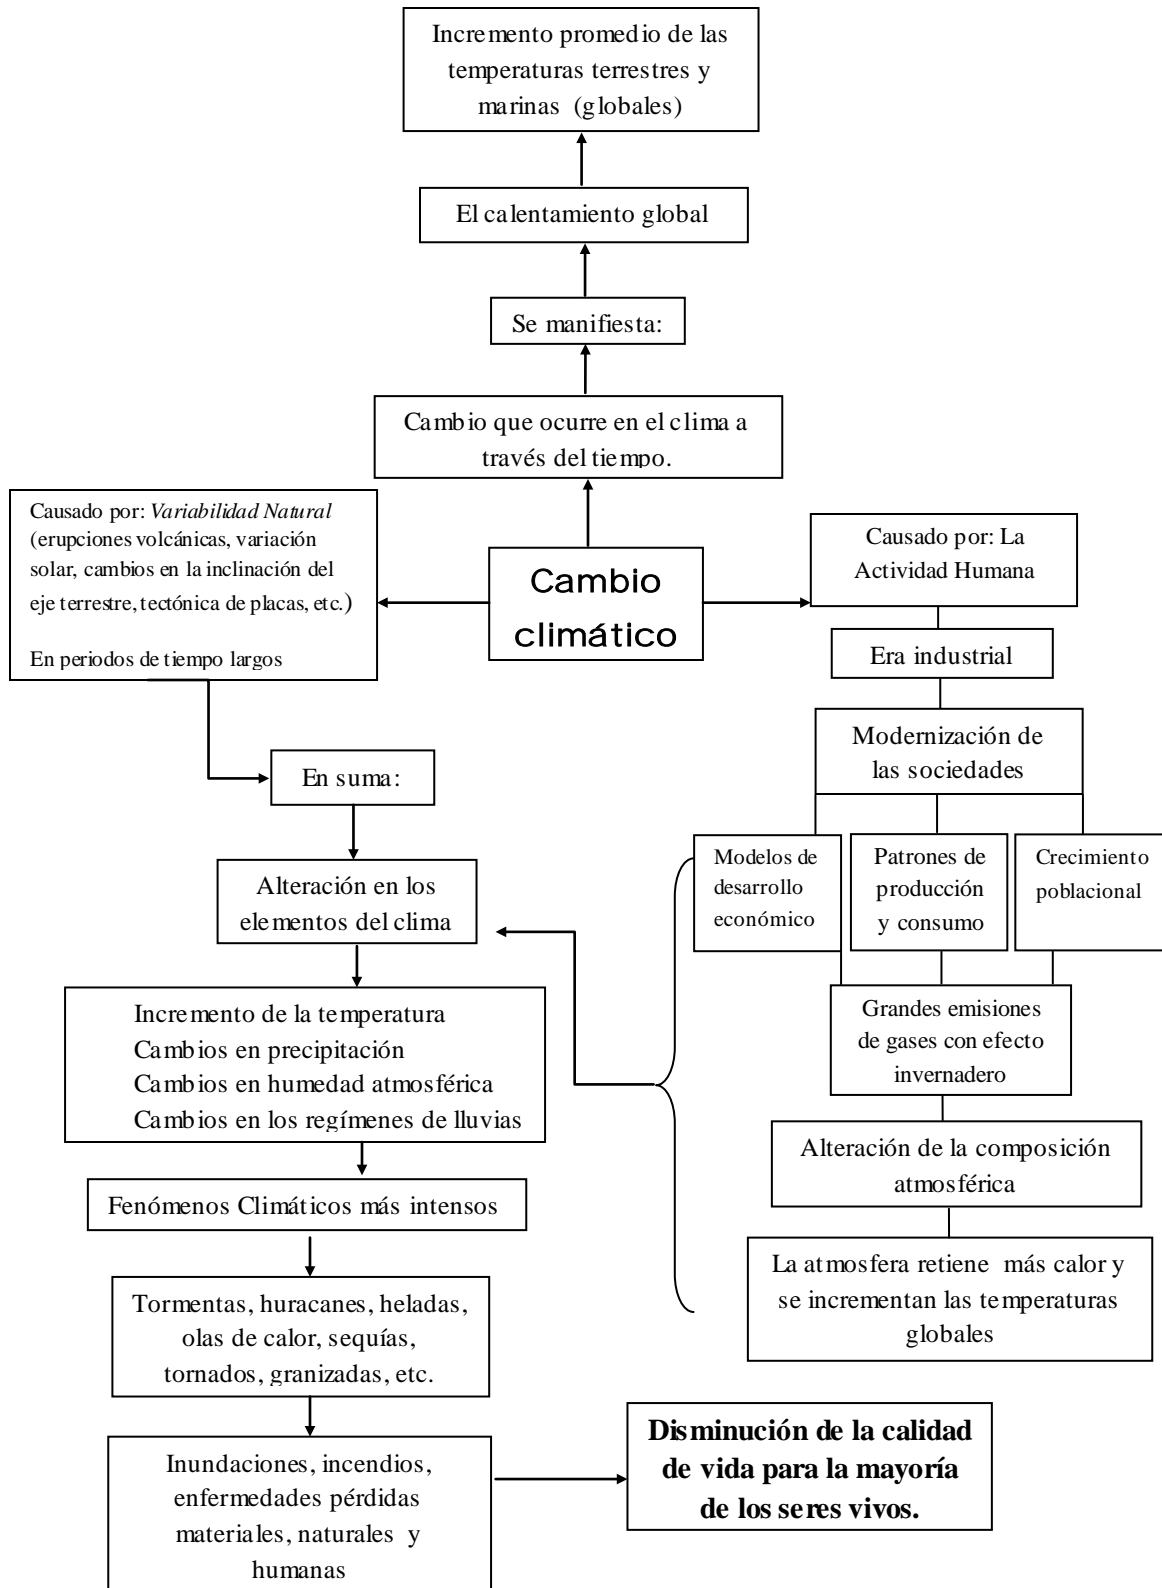 Incremento promedio de las
temperaturas terrestres y
marinas (globales)
El calentamiento global
Se manifiesta:
Cambio que ocurre en el clima a
través del tiempo.
Causado por: Variabilidad Natural
(erupciones volcánicas, variación
solar, cambios en la inclinación del
eje terrestre, tectónica de placas, etc.)
En periodos de tiempo largos
Cambio
climático
Causado por: La
Actividad Humana
Era industrial
Modernización de
las sociedades
En suma:
Modelos de
desarrollo
económico
Patrones de
producción
y consumo
Crecimiento
poblacional
Alteración en los
elementos del clima
Incremento de la temperatura
Cambios en precipitación
Cambios en humedad atmosférica
Cambios en los regímenes de lluvias
Grandes emisiones
de gases con efecto
invernadero
Alteración de la composición
atmosférica
Fenómenos Climáticos más intensos
La atmosfera retiene más calor y
se incrementan las temperaturas
globales
Tormentas, huracanes, heladas,
olas de calor, sequías,
tornados, granizadas, etc.
Inundaciones, incendios,
enfermedades pérdidas
materiales, naturales y
humanas
Disminución de la calidad
de vida para la mayoría
de los seres vivos.